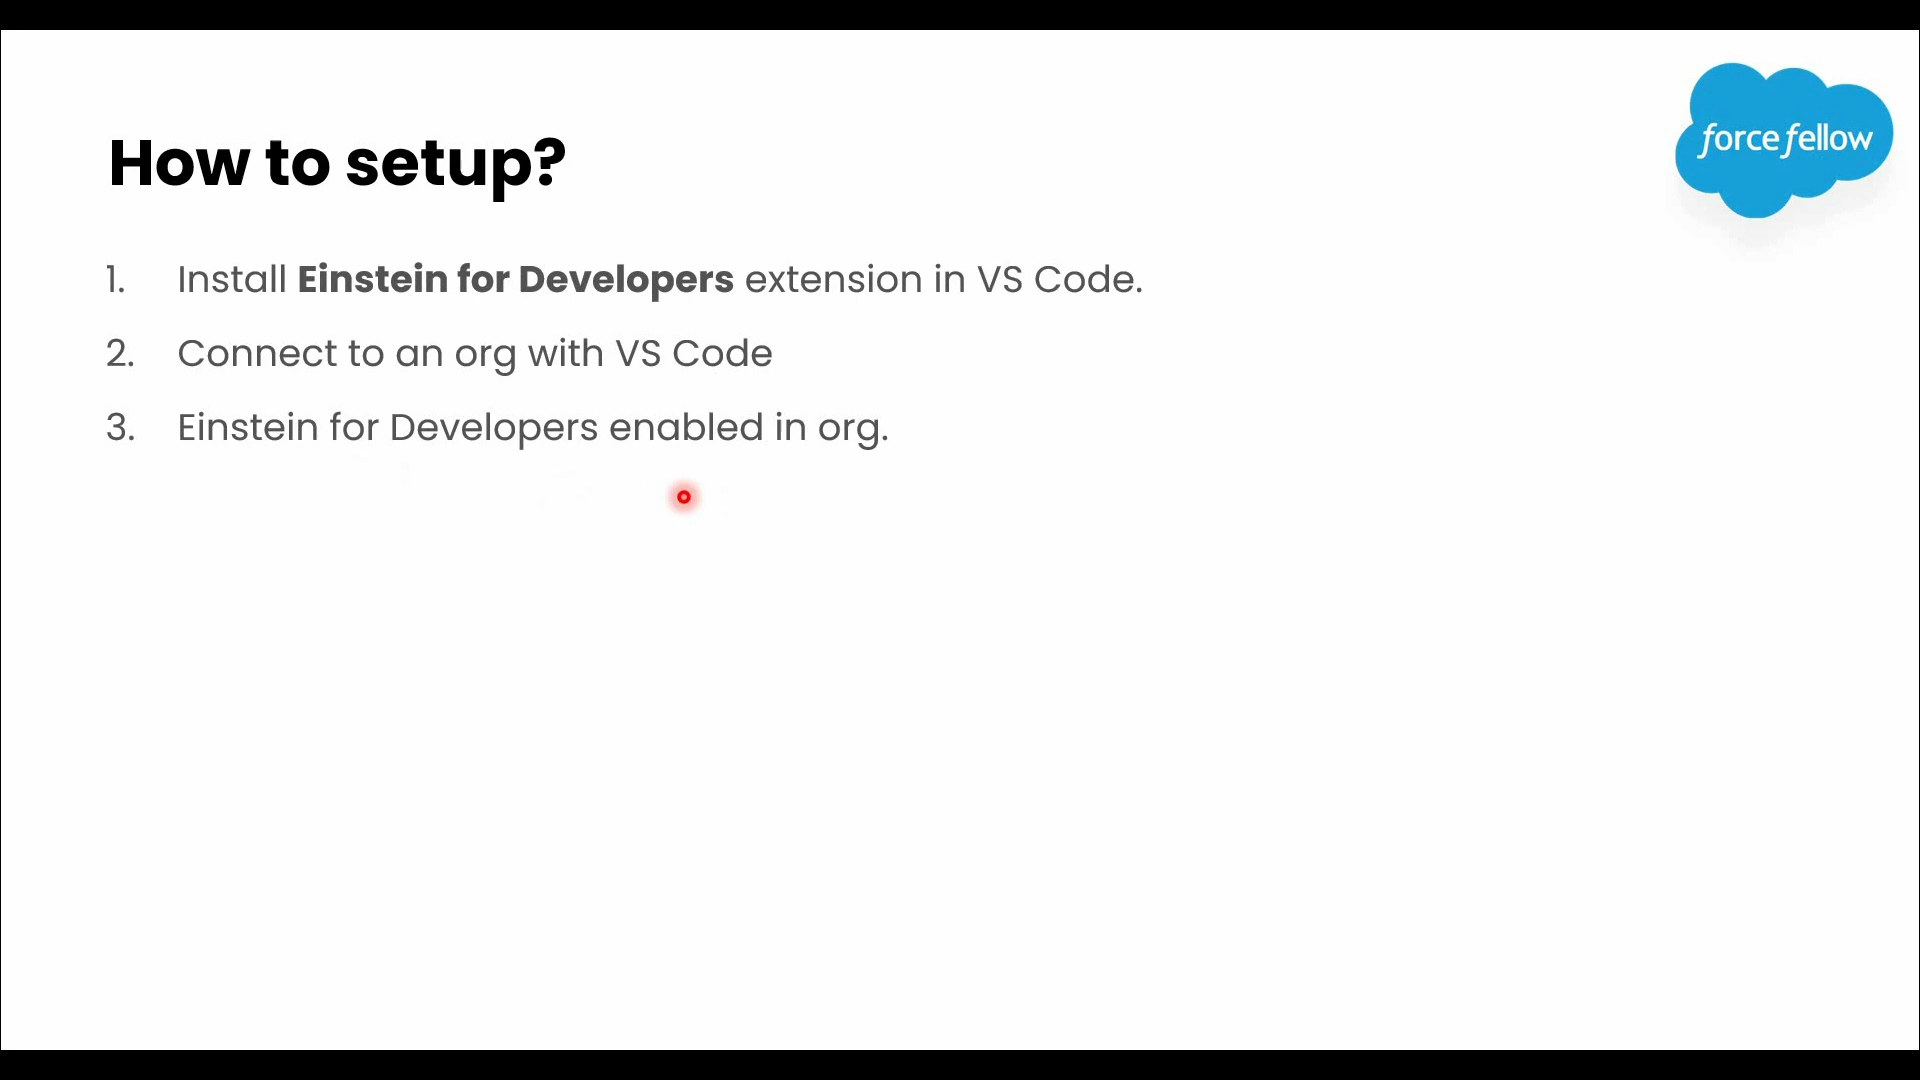 force fellow
How to setup?
1. Install Einstein for Developers extension in VS Code.
2. Connect to an org with VS Code
3. Einstein for Developers enabled in org.